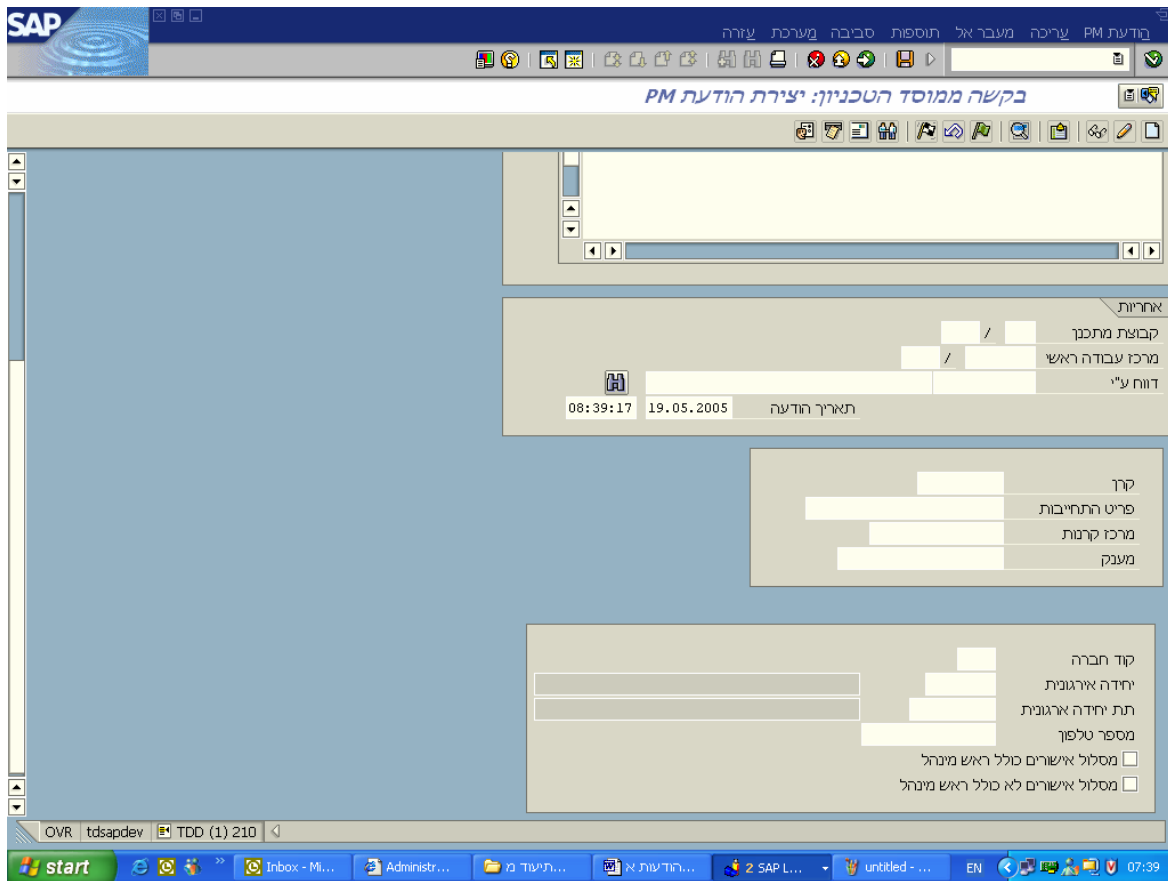 SAP
הודעת PM עריכה מעבר אל תוספות סביבה מערכת עזרה
בקשה ממוסד הטכניון: יצירת הודעת PM
אחריות
קבוצת מתכנן /
מרכז עבודה ראשי /
דווח ע"י
תאריך הודעה 19.05.2005 08:39:17
קרן
פריט התחייבות
מרכז קרנות
מענק
קוד חברה
יחידה אירגונית
תת יחידה ארגונית
מספר טלפון
מסלול אישורים כולל ראש מינהל
מסלול אישורים לא כולל ראש מינהל
OVR tdsapdev TDD (1) 210
start Inbox - Mi... Administr... תיעוד מ... הודעות א... 2 SAP L... untitled - ... EN 07:39